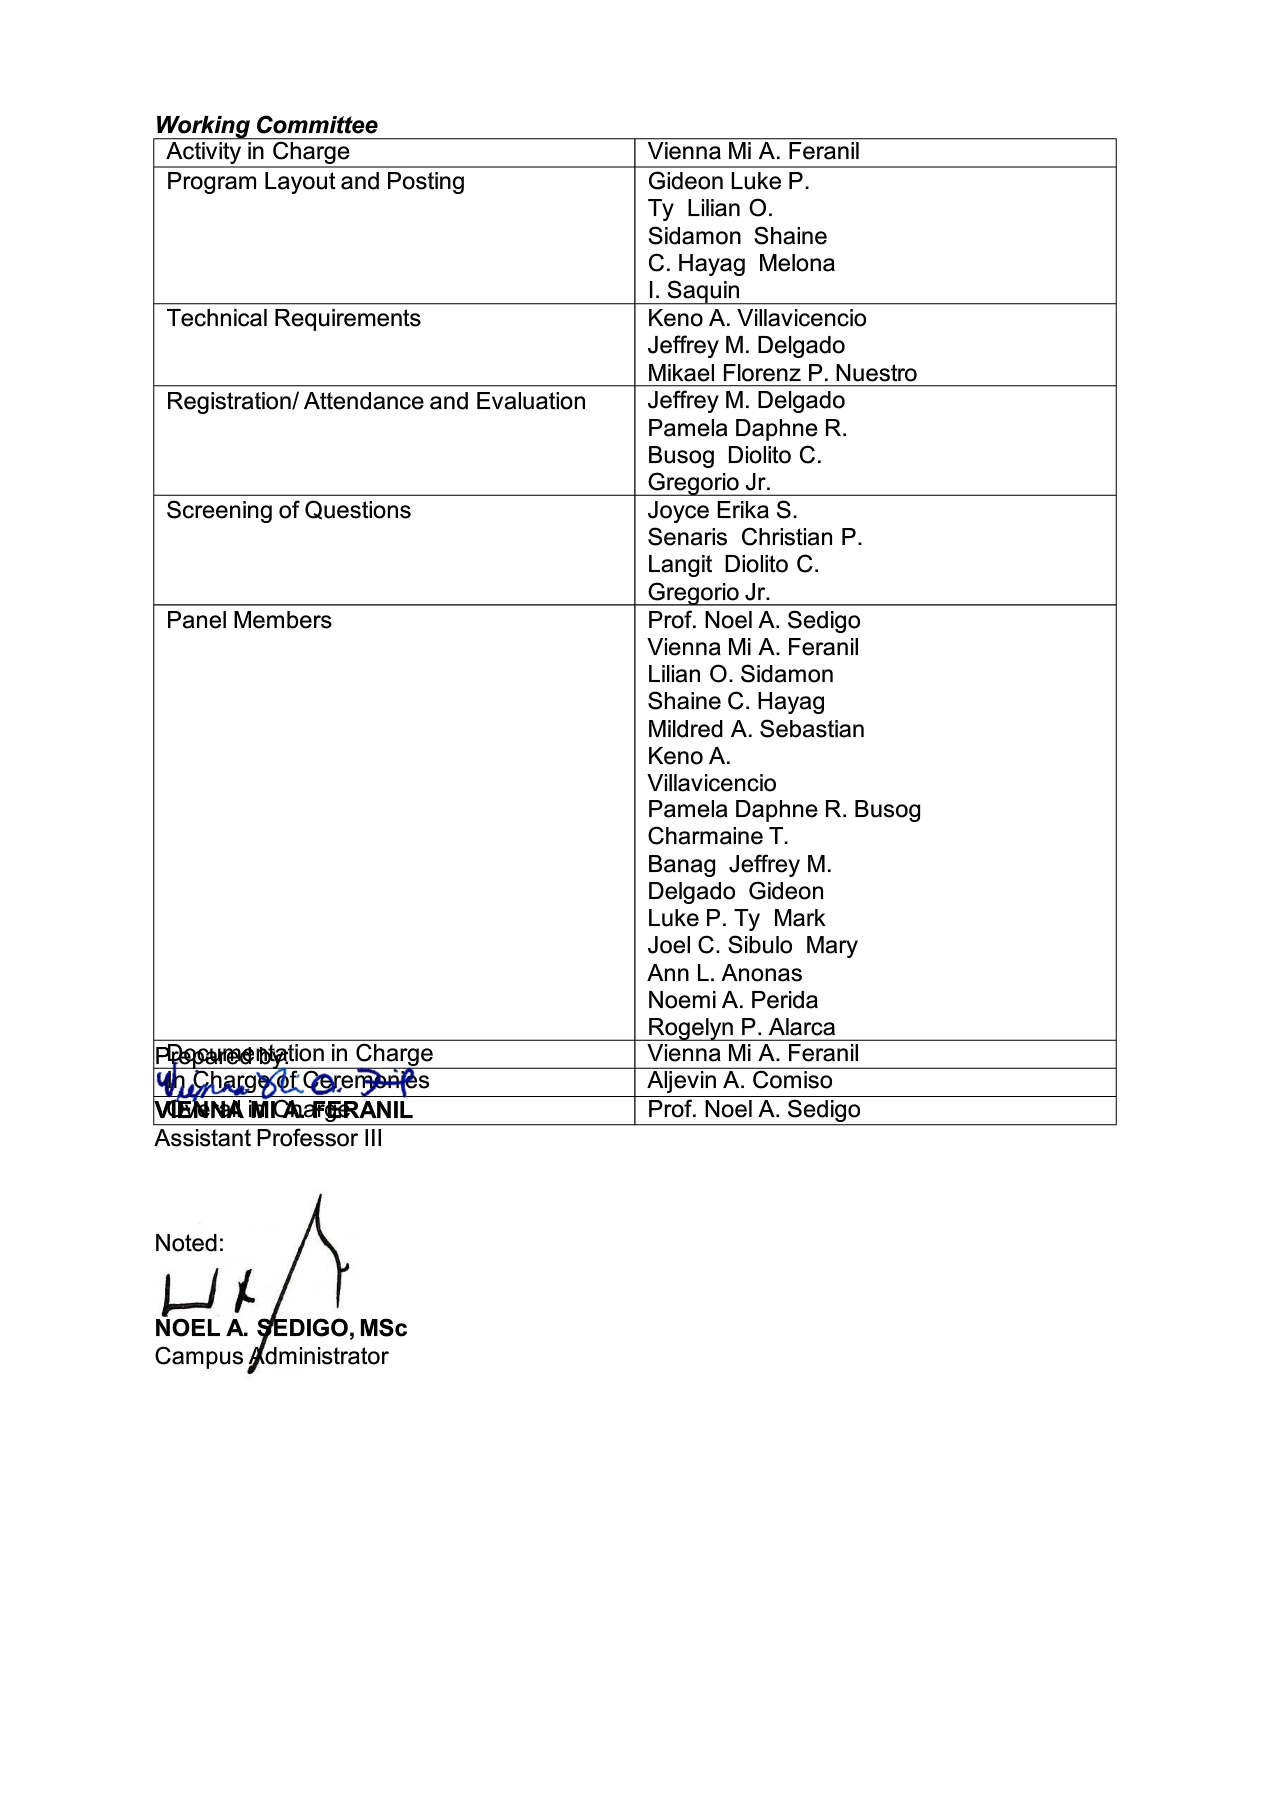 Working Committee
Activity in Charge Vienna Mi A. Feranil
Program Layout and Posting Gideon Luke P.
Ty Lilian O.
Sidamon Shaine
C. Hayag Melona
I. Saquin
Technical Requirements Keno A. Villavicencio
Jeffrey M. Delgado
Mikael Florenz P. Nuestro
Registration/ Attendance and Evaluation Jeffrey M. Delgado
Pamela Daphne R.
Busog Diolito C.
Gregorio Jr.
Screening of Questions Joyce Erika S.
Senaris Christian P.
Langit Diolito C.
Gregorio Jr.
Panel Members Prof. Noel A. Sedigo
Vienna Mi A. Feranil
Lilian O. Sidamon
Shaine C. Hayag
Mildred A. Sebastian
Keno A.
Villavicencio
Pamela Daphne R. Busog
Charmaine T.
Banag Jeffrey M.
Delgado Gideon
Luke P. Ty Mark
Joel C. Sibulo Mary
Ann L. Anonas
Noemi A. Perida
Rogelyn P. Alarca
Documentation in Charge Vienna Mi A. Feranil
Prepared by:
In Charge of Ceremonies Aljevin A. Comiso
Overall in Charge Prof. Noel A. Sedigo
VIENNA MI A. FERANIL
Assistant Professor III
Noted:
NOEL A. SEDIGO, MSc
Campus Administrator